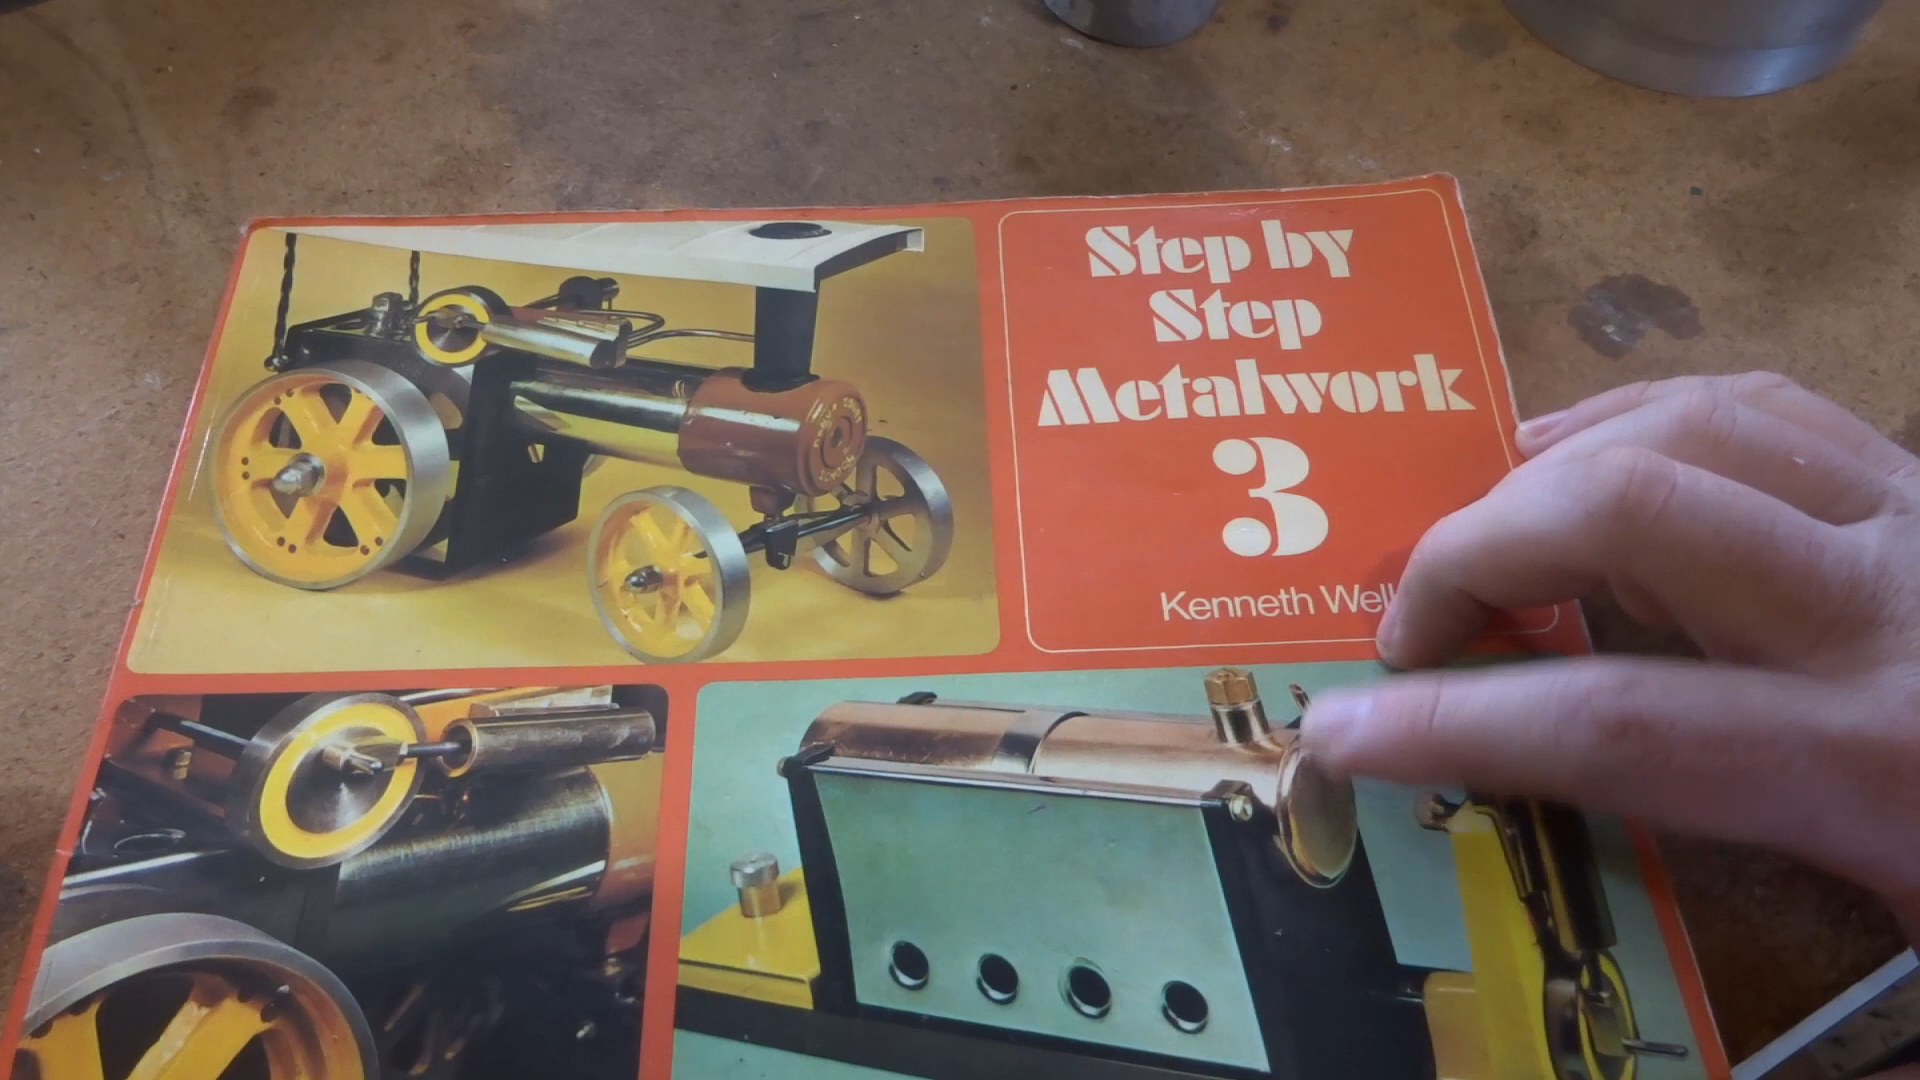 Step by
Step
Metalwork
3
Kenneth Well